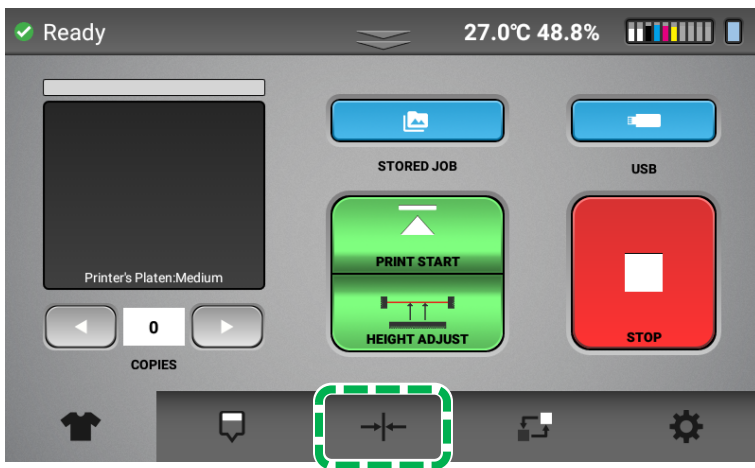 Ready
27.0℃ 48.8%
STORED JOB
USB
Printer's Platen:Medium
PRINT START
0
HEIGHT ADJUST
STOP
COPIES